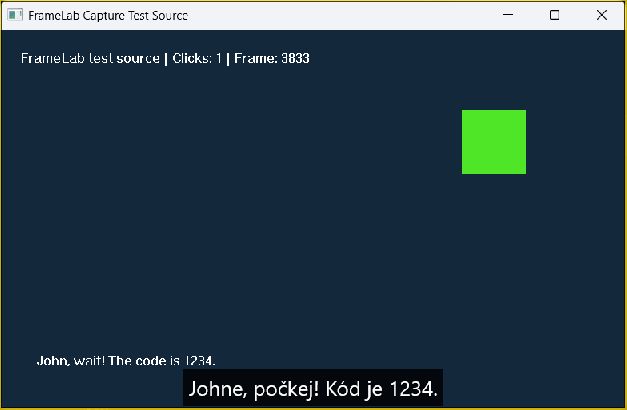 FrameLab Capture Test Source
FrameLab test source | Clicks: 1 | Frame: 3833
John, wait! The code is 1234.
Johne, počkej! Kód je 1234.